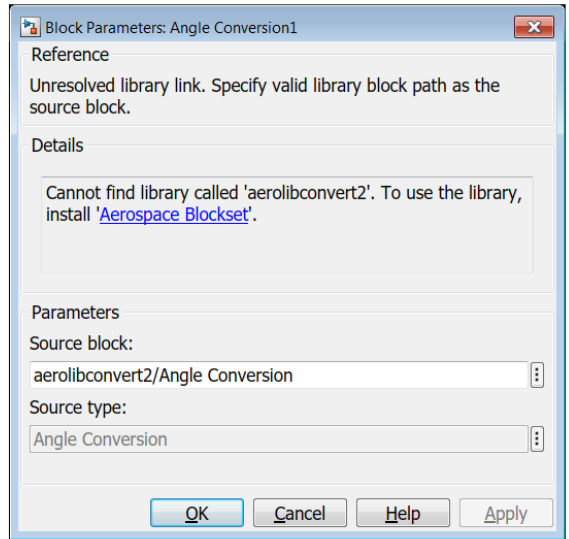 Block Parameters: Angle Conversion1
Reference
Unresolved library link. Specify valid library block path as the
source block.
Details
Cannot find library called 'aerolibconvert2'. To use the library,
install 'Aerospace Blockset'.
Parameters
Source block:
aerolibconvert2/Angle Conversion
Source type:
Angle Conversion
OK Cancel Help Apply